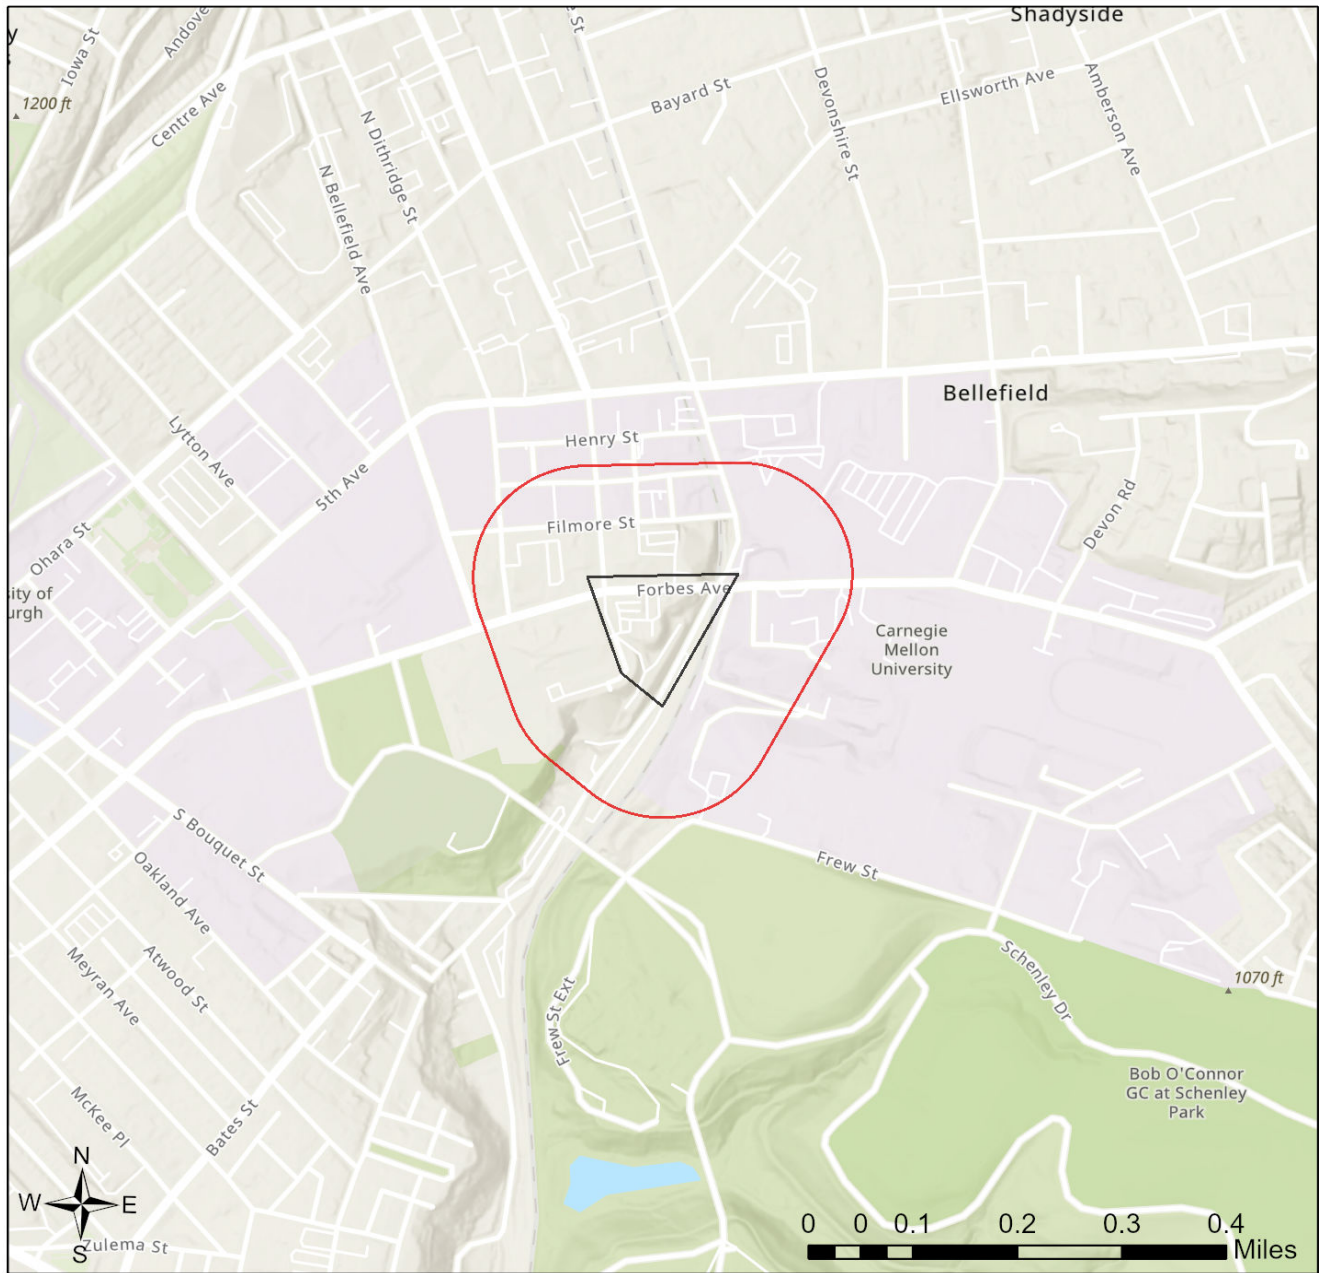 Shadyside
y
s
1200 ft
Iowa St
Andove
e St
Centre Ave
N Dithridge St
N Bellefield Ave
Bayard St
Devonshire St
Ellsworth Ave
Amberson Ave
Bellefield
Henry St
Lytton Ave
5th Ave
Filmore St
Devon Rd
Ohara St
sity of
urgh
Forbes Ave
Carnegie
Mellon
University
S Bouquet St
Oakland Ave
Atwood St
Meyran Ave
Frew St
Schenley Dr
1070 ft
Frew St Ext
Bob O'Connor
GC at Schenley
Park
McKee Pl
Bates St
N
W E
S
Zulema St
0 0 0.1 0.2 0.3 0.4
Miles